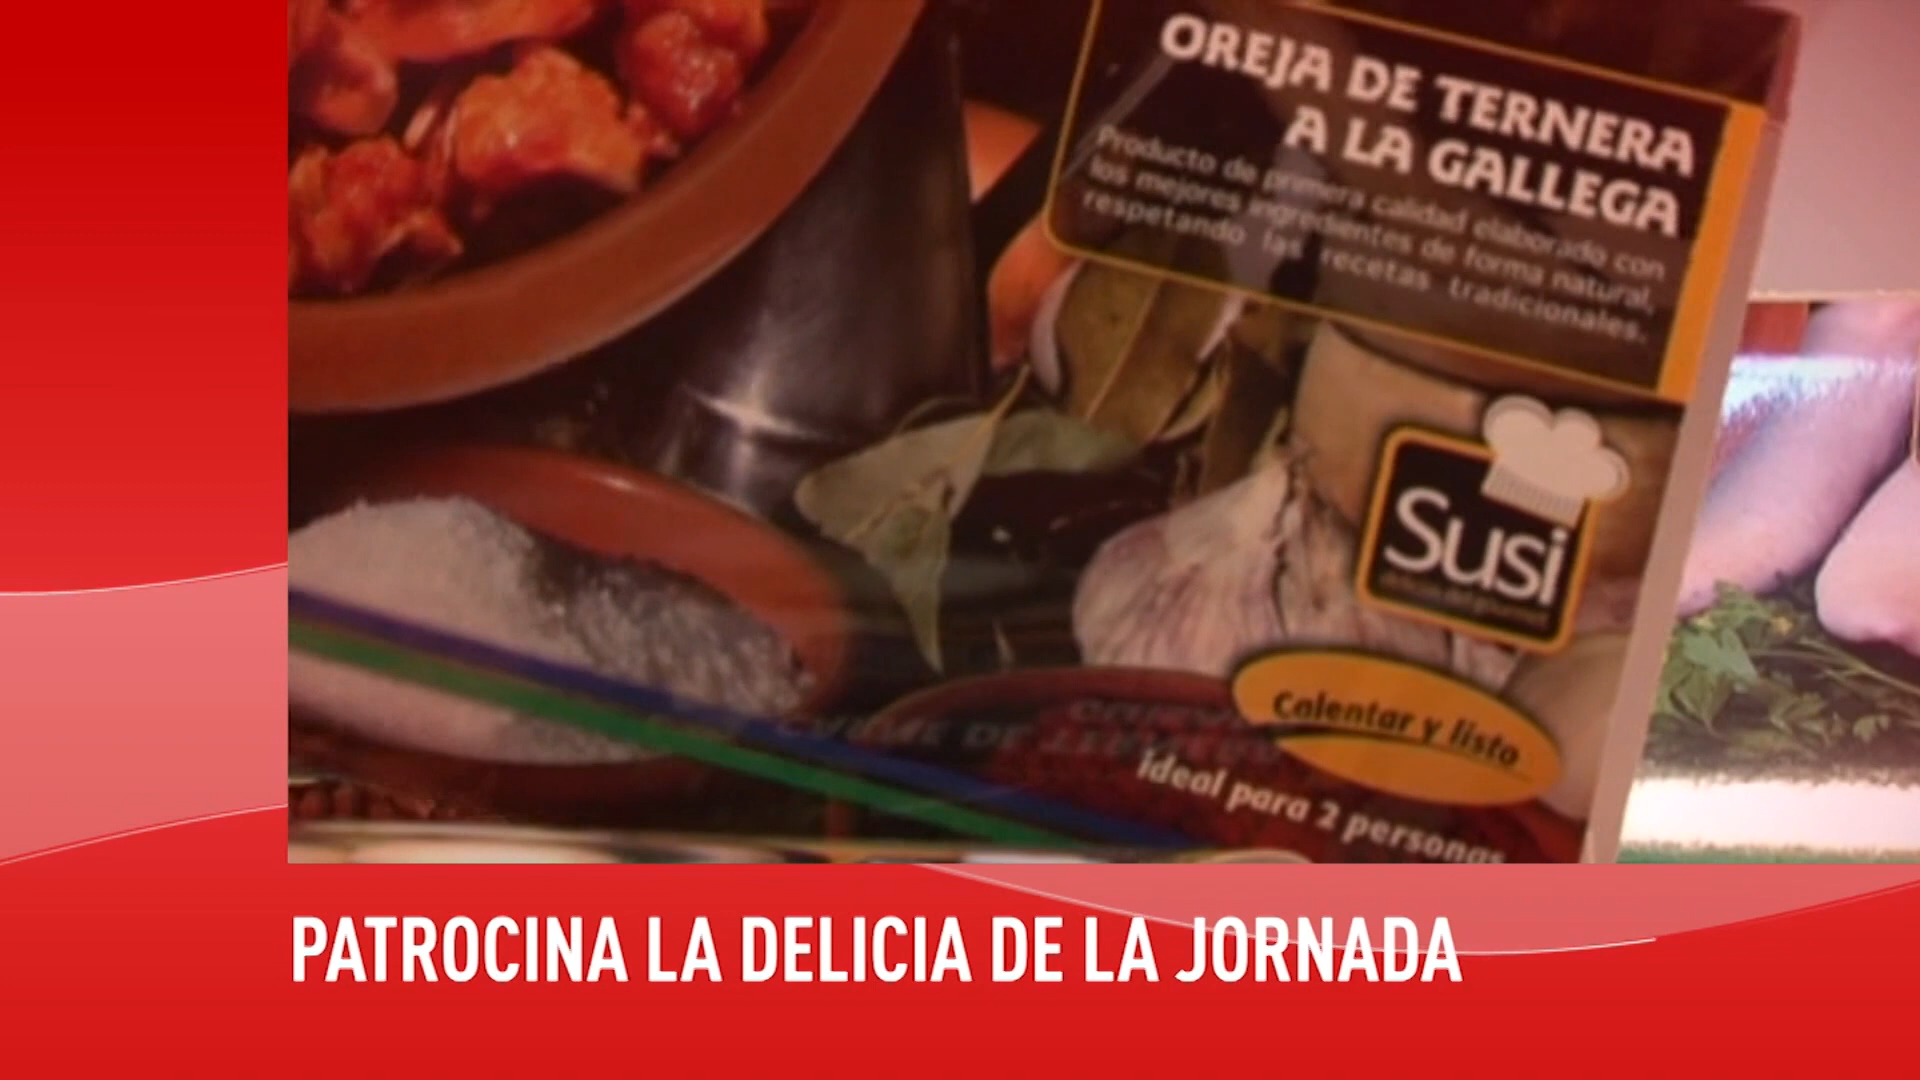 OREJA DE TERNERA
A LA GALLEGA
Producto de primera calidad elaborado con
los mejores ingredientes de forma natural,
respetando las recetas tradicionales.
Susi
Calentar y listo
ideal para 2 personas
PATROCINA LA DELICIA DE LA JORNADA